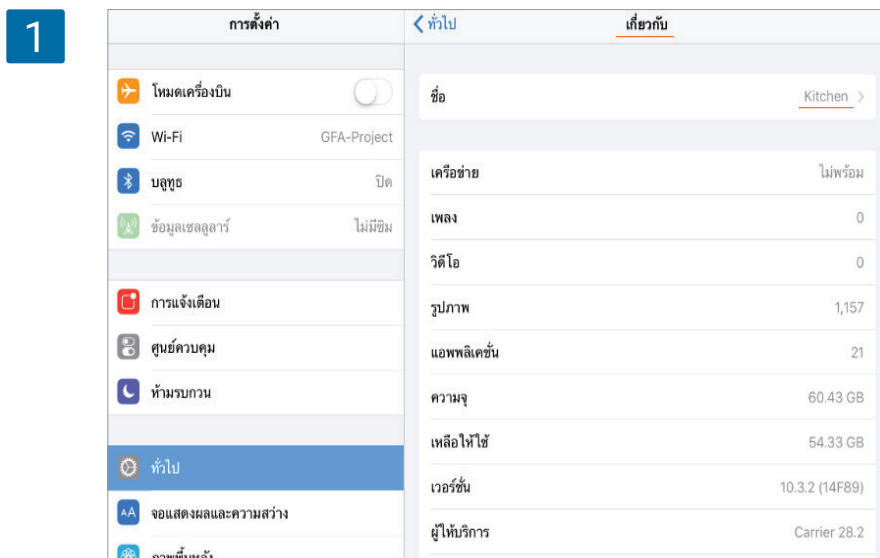 1
การตั้งค่า
โหมดเครื่องบิน
Wi-Fi GFA-Project
บลูทูธ ปิด
ข้อมูลเซลลูลาร์ ไม่มีซิม
การแจ้งเตือน
ศูนย์ควบคุม
ห้ามรบกวน
ทั่วไป
AA จอแสดงผลและความสว่าง
ภาพพื้นหลัง
ทั่วไป เกี่ยวกับ
ชื่อ Kitchen
เครือข่าย ไม่พร้อม
เพลง 0
วิดีโอ 0
รูปภาพ 1,157
แอพพลิเคชั่น 21
ความจุ 60.43 GB
เหลือให้ใช้ 54.33 GB
เวอร์ชั่น 10.3.2 (14F89)
ผู้ให้บริการ Carrier 28.2